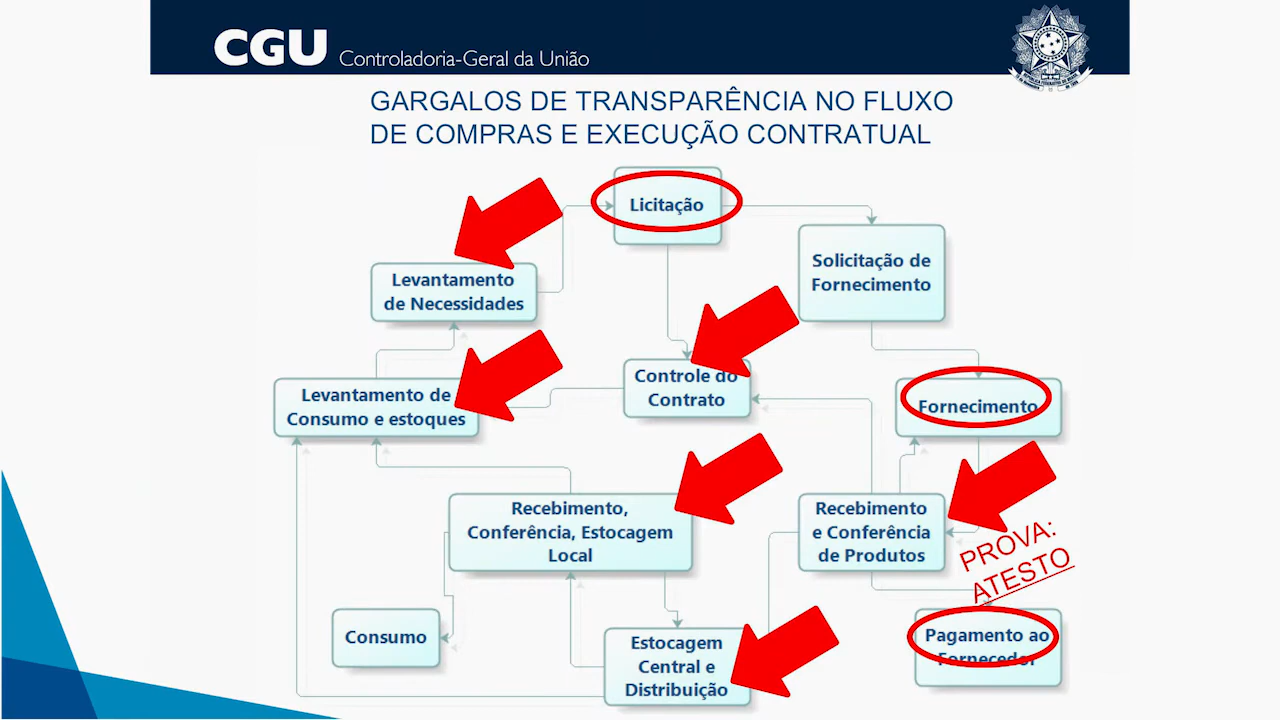 CGU Controladoria-Geral da União
GARGALOS DE TRANSPARÊNCIA NO FLUXO
DE COMPRAS E EXECUÇÃO CONTRATUAL
Licitação
Solicitação de
Fornecimento
Levantamento
de Necessidades
Controle do
Contrato
Levantamento de
Consumo e estoques
Fornecimento
Recebimento,
Conferência, Estocagem
Local
Recebimento
e Conferência
de Produtos
PROVA:
ATESTO
Consumo
Estocagem
Central e
Distribuição
Pagamento ao
Fornecedor